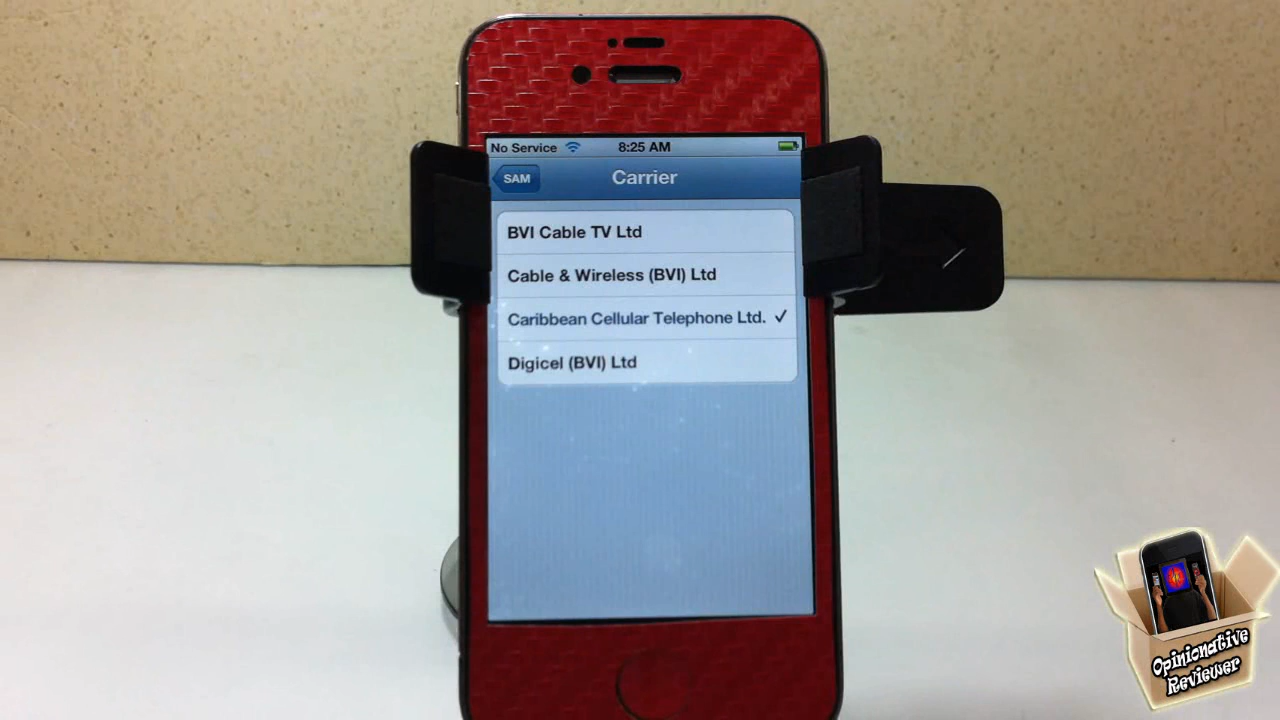 No Service 8:25 AM
SAM Carrier
BVI Cable TV Ltd
Cable & Wireless (BVI) Ltd
Caribbean Cellular Telephone Ltd. ✓
Digicel (BVI) Ltd
Opinionative
Reviewer